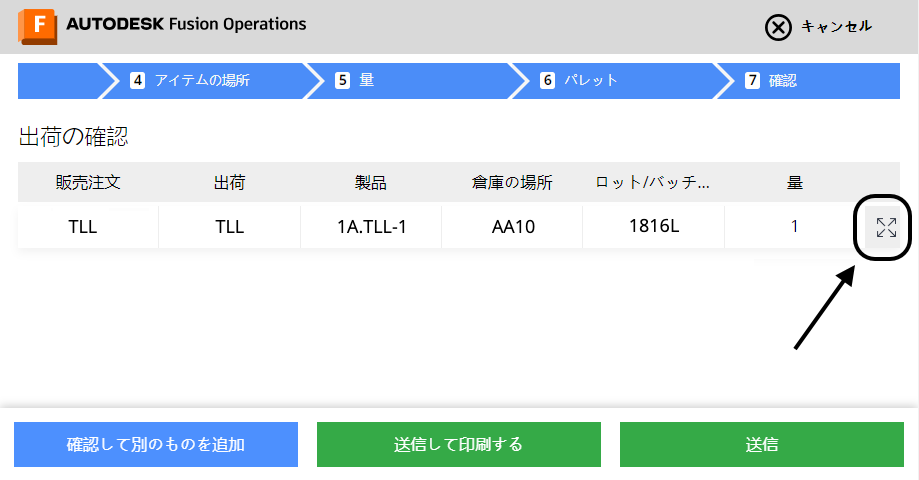 F AUTODESK Fusion Operations キャンセル
4 アイテムの場所 5 量 6 パレット 7 確認
出荷の確認
販売注文 出荷 製品 倉庫の場所 ロット/バッチ... 量
TLL TLL 1A.TLL-1 AA10 1816L 1
確認して別のものを追加 送信して印刷する 送信